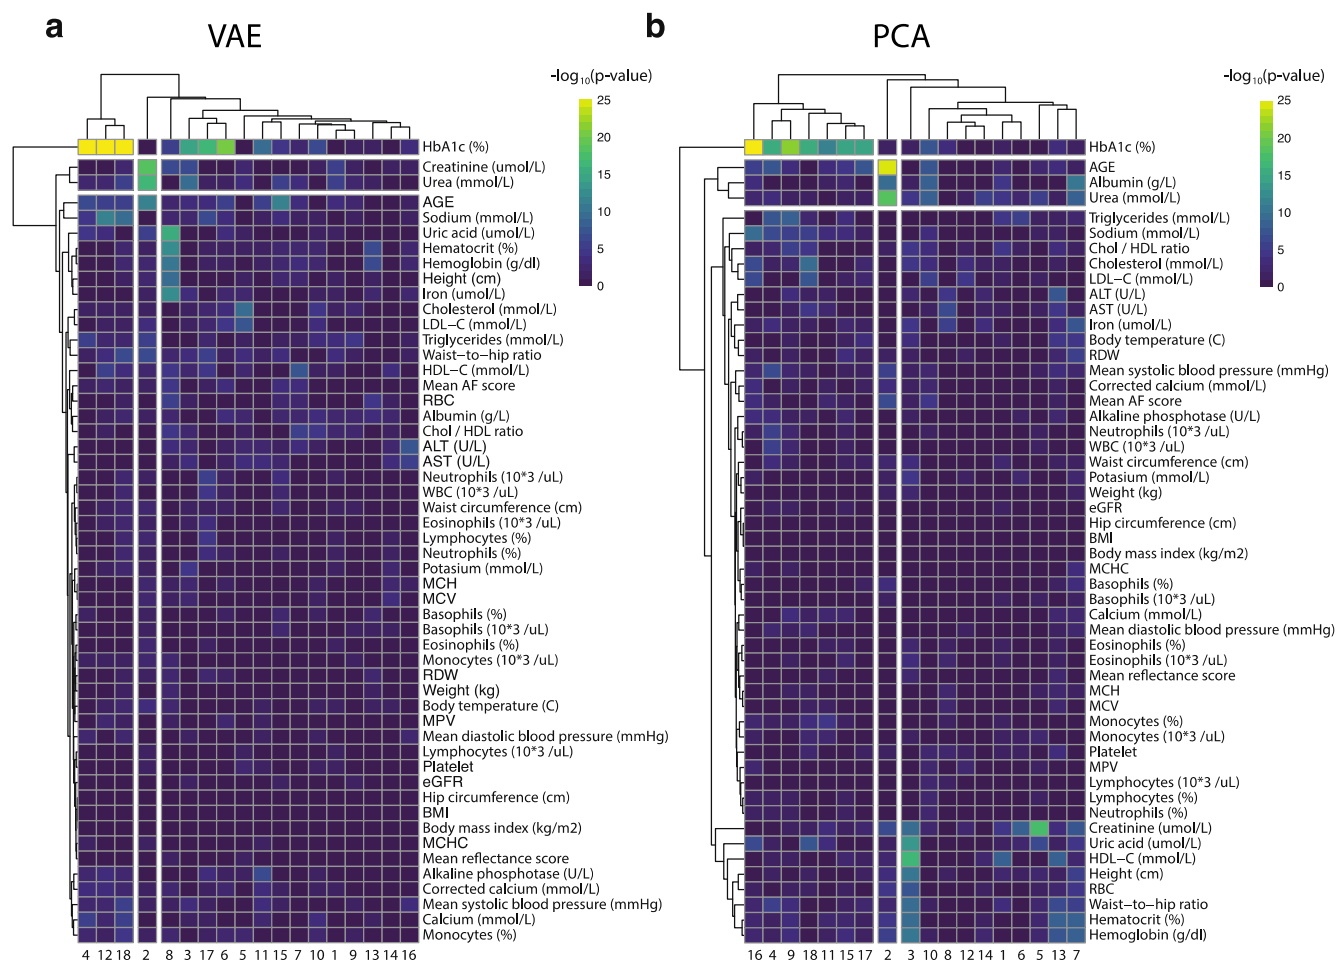 a
VAE
-log10(p-value)
25
20
15
10
5
0
HbA1c (%)
Creatinine (umol/L)
Urea (mmol/L)
AGE
Sodium (mmol/L)
Uric acid (umol/L)
Hematocrit (%)
Hemoglobin (g/dl)
Height (cm)
Iron (umol/L)
Cholesterol (mmol/L)
LDL−C (mmol/L)
Triglycerides (mmol/L)
Waist−to−hip ratio
HDL−C (mmol/L)
Mean AF score
RBC
Albumin (g/L)
Chol / HDL ratio
ALT (U/L)
AST (U/L)
Neutrophils (10*3 /uL)
WBC (10*3 /uL)
Waist circumference (cm)
Eosinophils (10*3 /uL)
Lymphocytes (%)
Neutrophils (%)
Potasium (mmol/L)
MCH
MCV
Basophils (%)
Basophils (10*3 /uL)
Eosinophils (%)
Monocytes (10*3 /uL)
RDW
Weight (kg)
Body temperature (C)
MPV
Mean diastolic blood pressure (mmHg)
Lymphocytes (10*3 /uL)
Platelet
eGFR
Hip circumference (cm)
BMI
Body mass index (kg/m2)
MCHC
Mean reflectance score
Alkaline phosphotase (U/L)
Corrected calcium (mmol/L)
Mean systolic blood pressure (mmHg)
Calcium (mmol/L)
Monocytes (%)
4 12 18 2 8 3 17 6 5 11 15 7 10 1 9 13 14 16
b
PCA
-log10(p-value)
25
20
15
10
5
0
HbA1c (%)
AGE
Albumin (g/L)
Urea (mmol/L)
Triglycerides (mmol/L)
Sodium (mmol/L)
Chol / HDL ratio
Cholesterol (mmol/L)
LDL−C (mmol/L)
ALT (U/L)
AST (U/L)
Iron (umol/L)
Body temperature (C)
RDW
Mean systolic blood pressure (mmHg)
Corrected calcium (mmol/L)
Mean AF score
Alkaline phosphotase (U/L)
Neutrophils (10*3 /uL)
WBC (10*3 /uL)
Waist circumference (cm)
Potasium (mmol/L)
Weight (kg)
eGFR
Hip circumference (cm)
BMI
Body mass index (kg/m2)
MCHC
Basophils (%)
Basophils (10*3 /uL)
Calcium (mmol/L)
Mean diastolic blood pressure (mmHg)
Eosinophils (%)
Eosinophils (10*3 /uL)
Mean reflectance score
MCH
MCV
Monocytes (%)
Monocytes (10*3 /uL)
Platelet
MPV
Lymphocytes (10*3 /uL)
Lymphocytes (%)
Neutrophils (%)
Creatinine (umol/L)
Uric acid (umol/L)
HDL−C (mmol/L)
Height (cm)
RBC
Waist−to−hip ratio
Hematocrit (%)
Hemoglobin (g/dl)
16 4 9 18 11 15 17 2 3 10 8 12 14 1 6 5 13 7